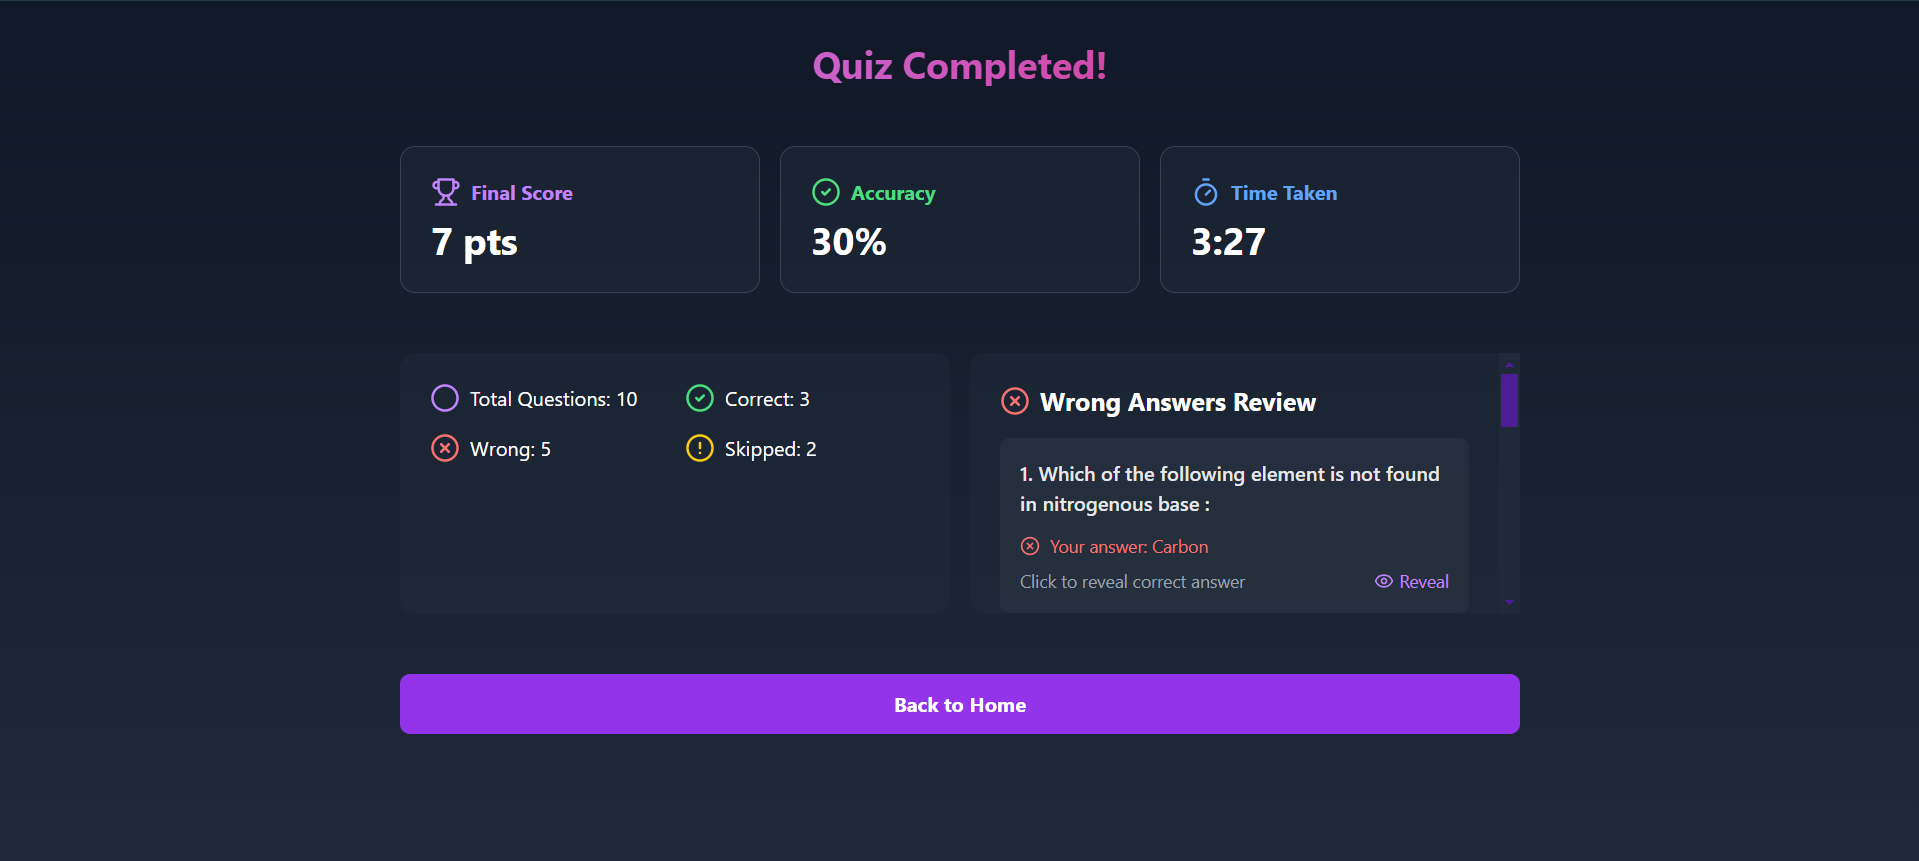 Quiz Completed!
Final Score
7 pts
Accuracy
30%
Time Taken
3:27
Total Questions: 10
Correct: 3
Wrong: 5
Skipped: 2
Wrong Answers Review
1. Which of the following element is not found
in nitrogenous base :
Your answer: Carbon
Click to reveal correct answer
Reveal
Back to Home